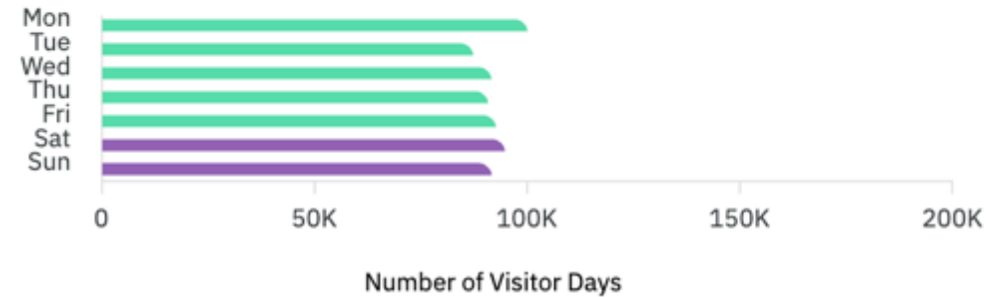 Mon
Tue
Wed
Thu
Fri
Sat
Sun
0 50K 100K 150K 200K
Number of Visitor Days